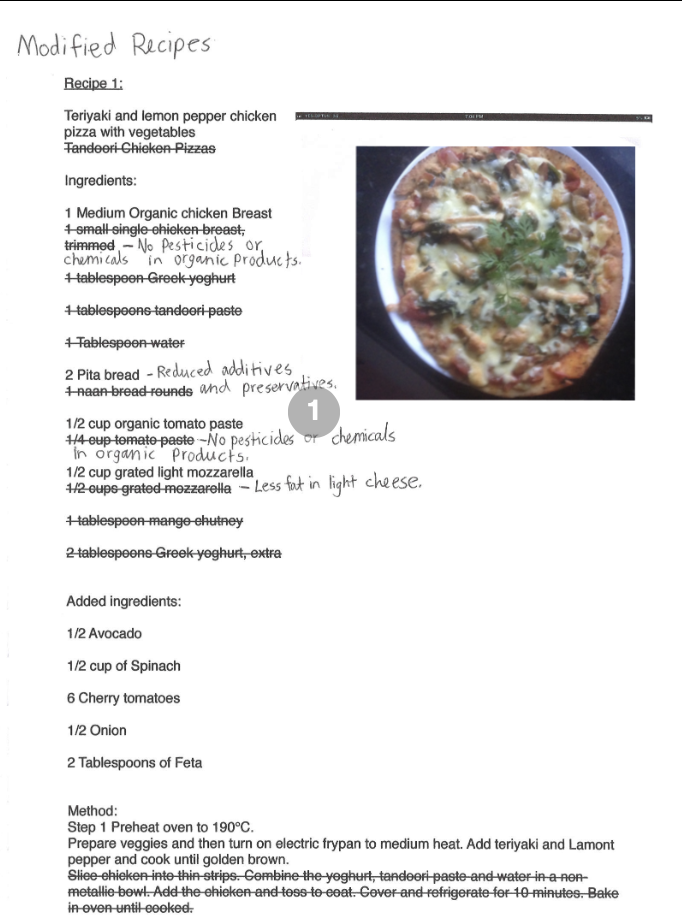 Modified Recipes
Recipe 1:
Teriyaki and lemon pepper chicken
pizza with vegetables
Tandoori Chicken Pizzas
Ingredients:
1 Medium Organic chicken Breast
1 small single chicken breast,
trimmed – No Pesticides or
chemicals in organic Products.
1 tablespoon Greek yoghurt
1 tablespoons tandoori paste
1 Tablespoon water
2 Pita bread - Reduced additives
1 naan bread rounds and preservatives.
1
1/2 cup organic tomato paste
1/4 cup tomato paste – No pesticides or chemicals
In organic Products.
1/2 cup grated light mozzarella
1/2 cups grated mozzarella – Less fat in light cheese.
1 tablespoon mango chutney
2 tablespoons Greek yoghurt, extra
Added ingredients:
1/2 Avocado
1/2 cup of Spinach
6 Cherry tomatoes
1/2 Onion
2 Tablespoons of Feta
Method:
Step 1 Preheat oven to 190°C.
Prepare veggies and then turn on electric frypan to medium heat. Add teriyaki and Lamont
pepper and cook until golden brown.
Slice chicken into thin strips. Combine the yoghurt, tandoori paste and water in a non-
metallic bowl. Add the chicken and toss to coat. Cover and refrigerate for 10 minutes. Bake
in oven until cooked.